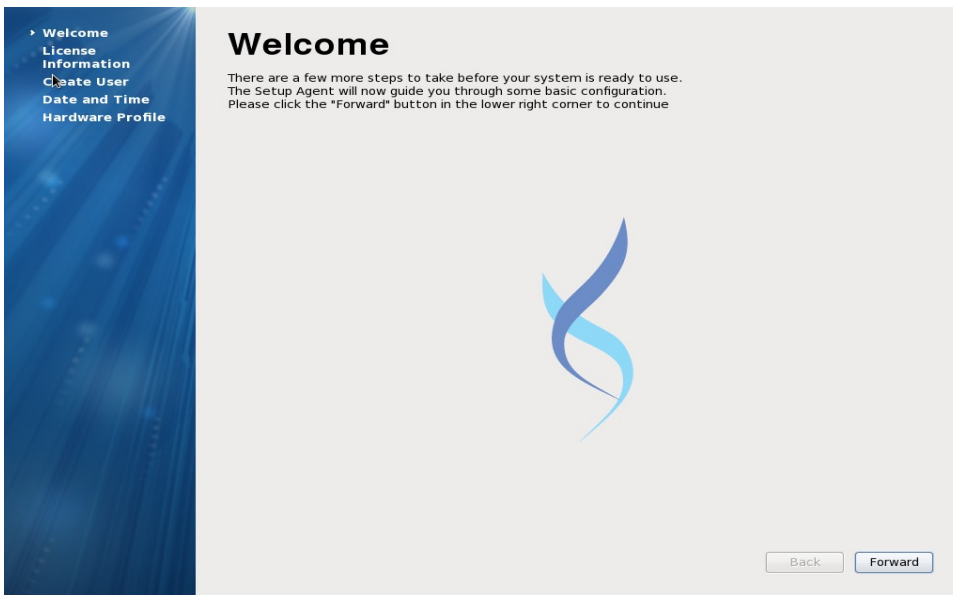 Welcome
License
Information
Create User
Date and Time
Hardware Profile
Welcome
There are a few more steps to take before your system is ready to use.
The Setup Agent will now guide you through some basic configuration.
Please click the "Forward" button in the lower right corner to continue
Back
Forward